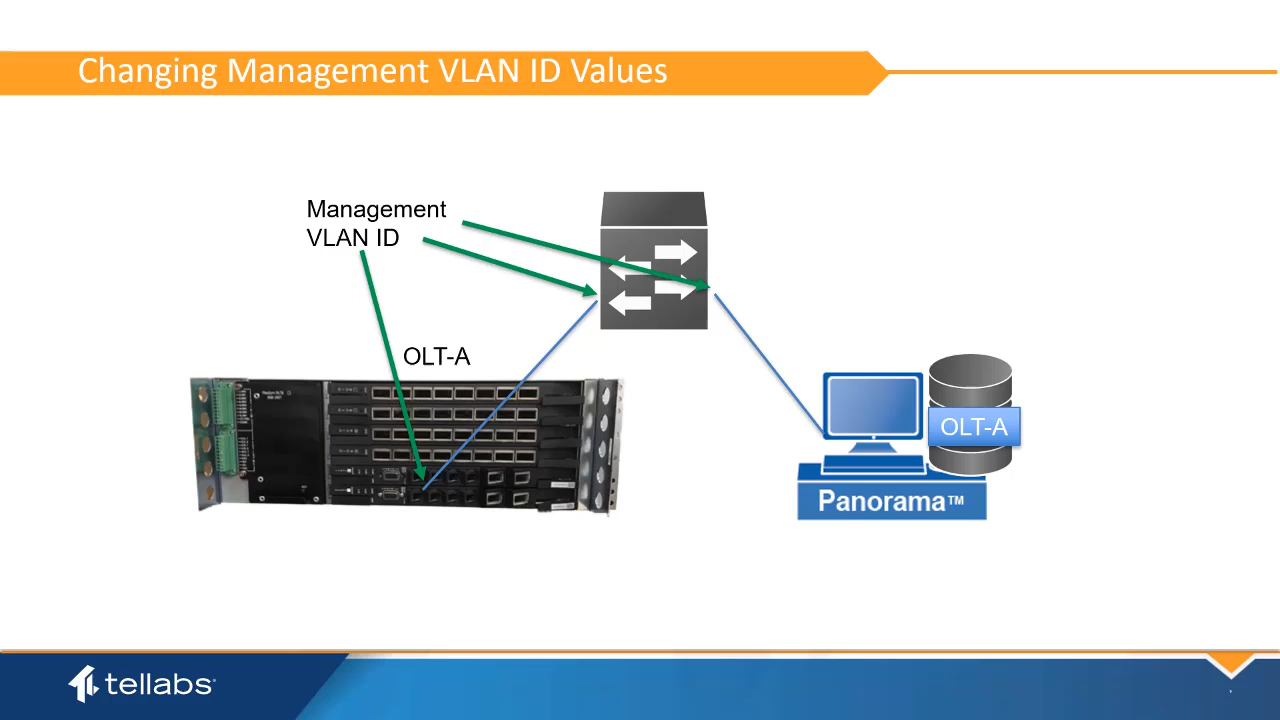 Changing Management VLAN ID Values
Management
VLAN ID
OLT-A
OLT-A
Panorama™
tellabs